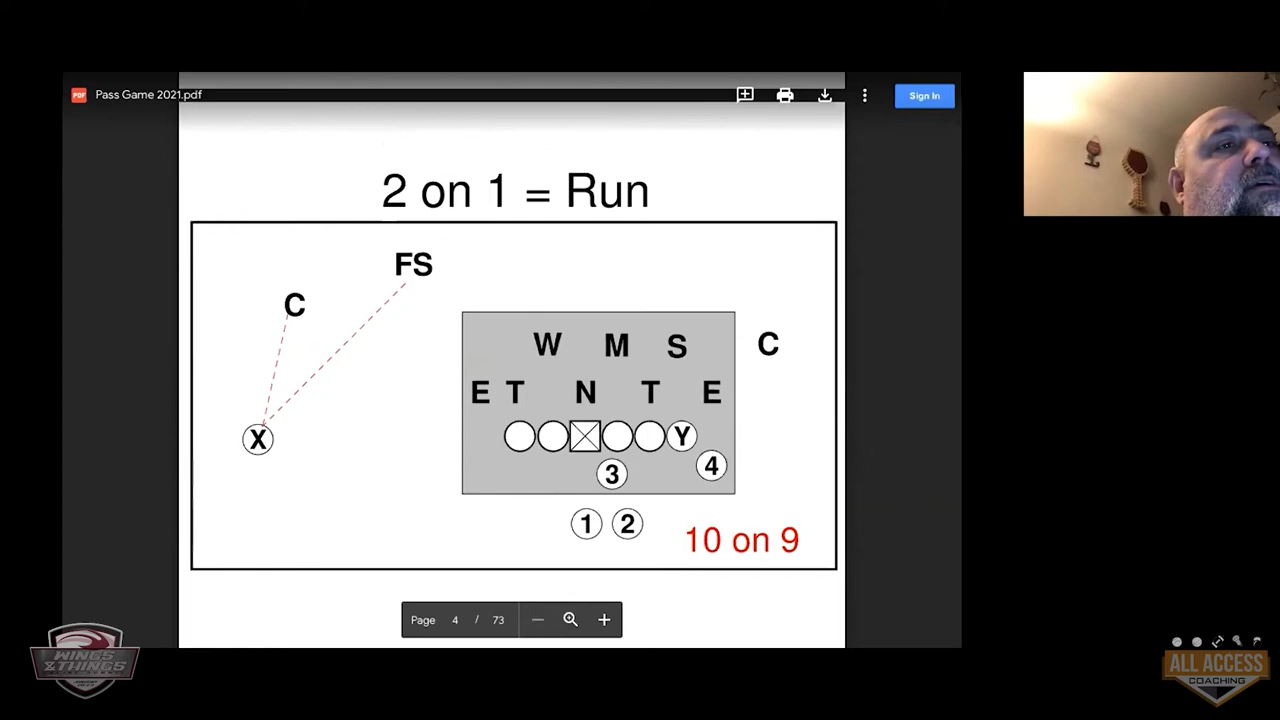 PDF Pass Game 2021.pdf
Sign In
2 on 1 = Run
FS
C
W M S C
E T N T E
X Y
4
3
1 2
10 on 9
Page 4 / 73
WINGS
&THINGS
ALL ACCESS
COACHING